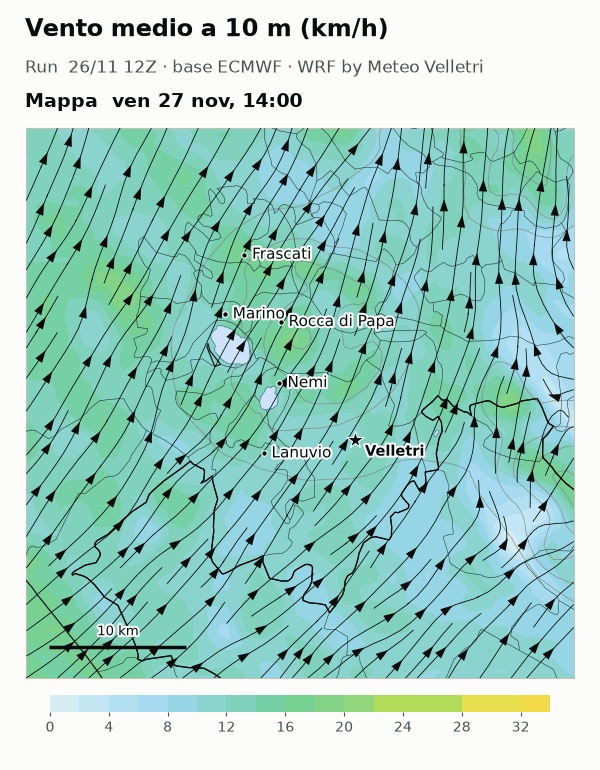 Vento medio a 10 m (km/h)
Run  26/11 12Z · base ECMWF · WRF by Meteo Velletri
Mappa  ven 27 nov, 14:00
Frascati
Marino
Rocca di Papa
Nemi
Velletri
Lanuvio
10 km
0 4 8 12 16 20 24 28 32